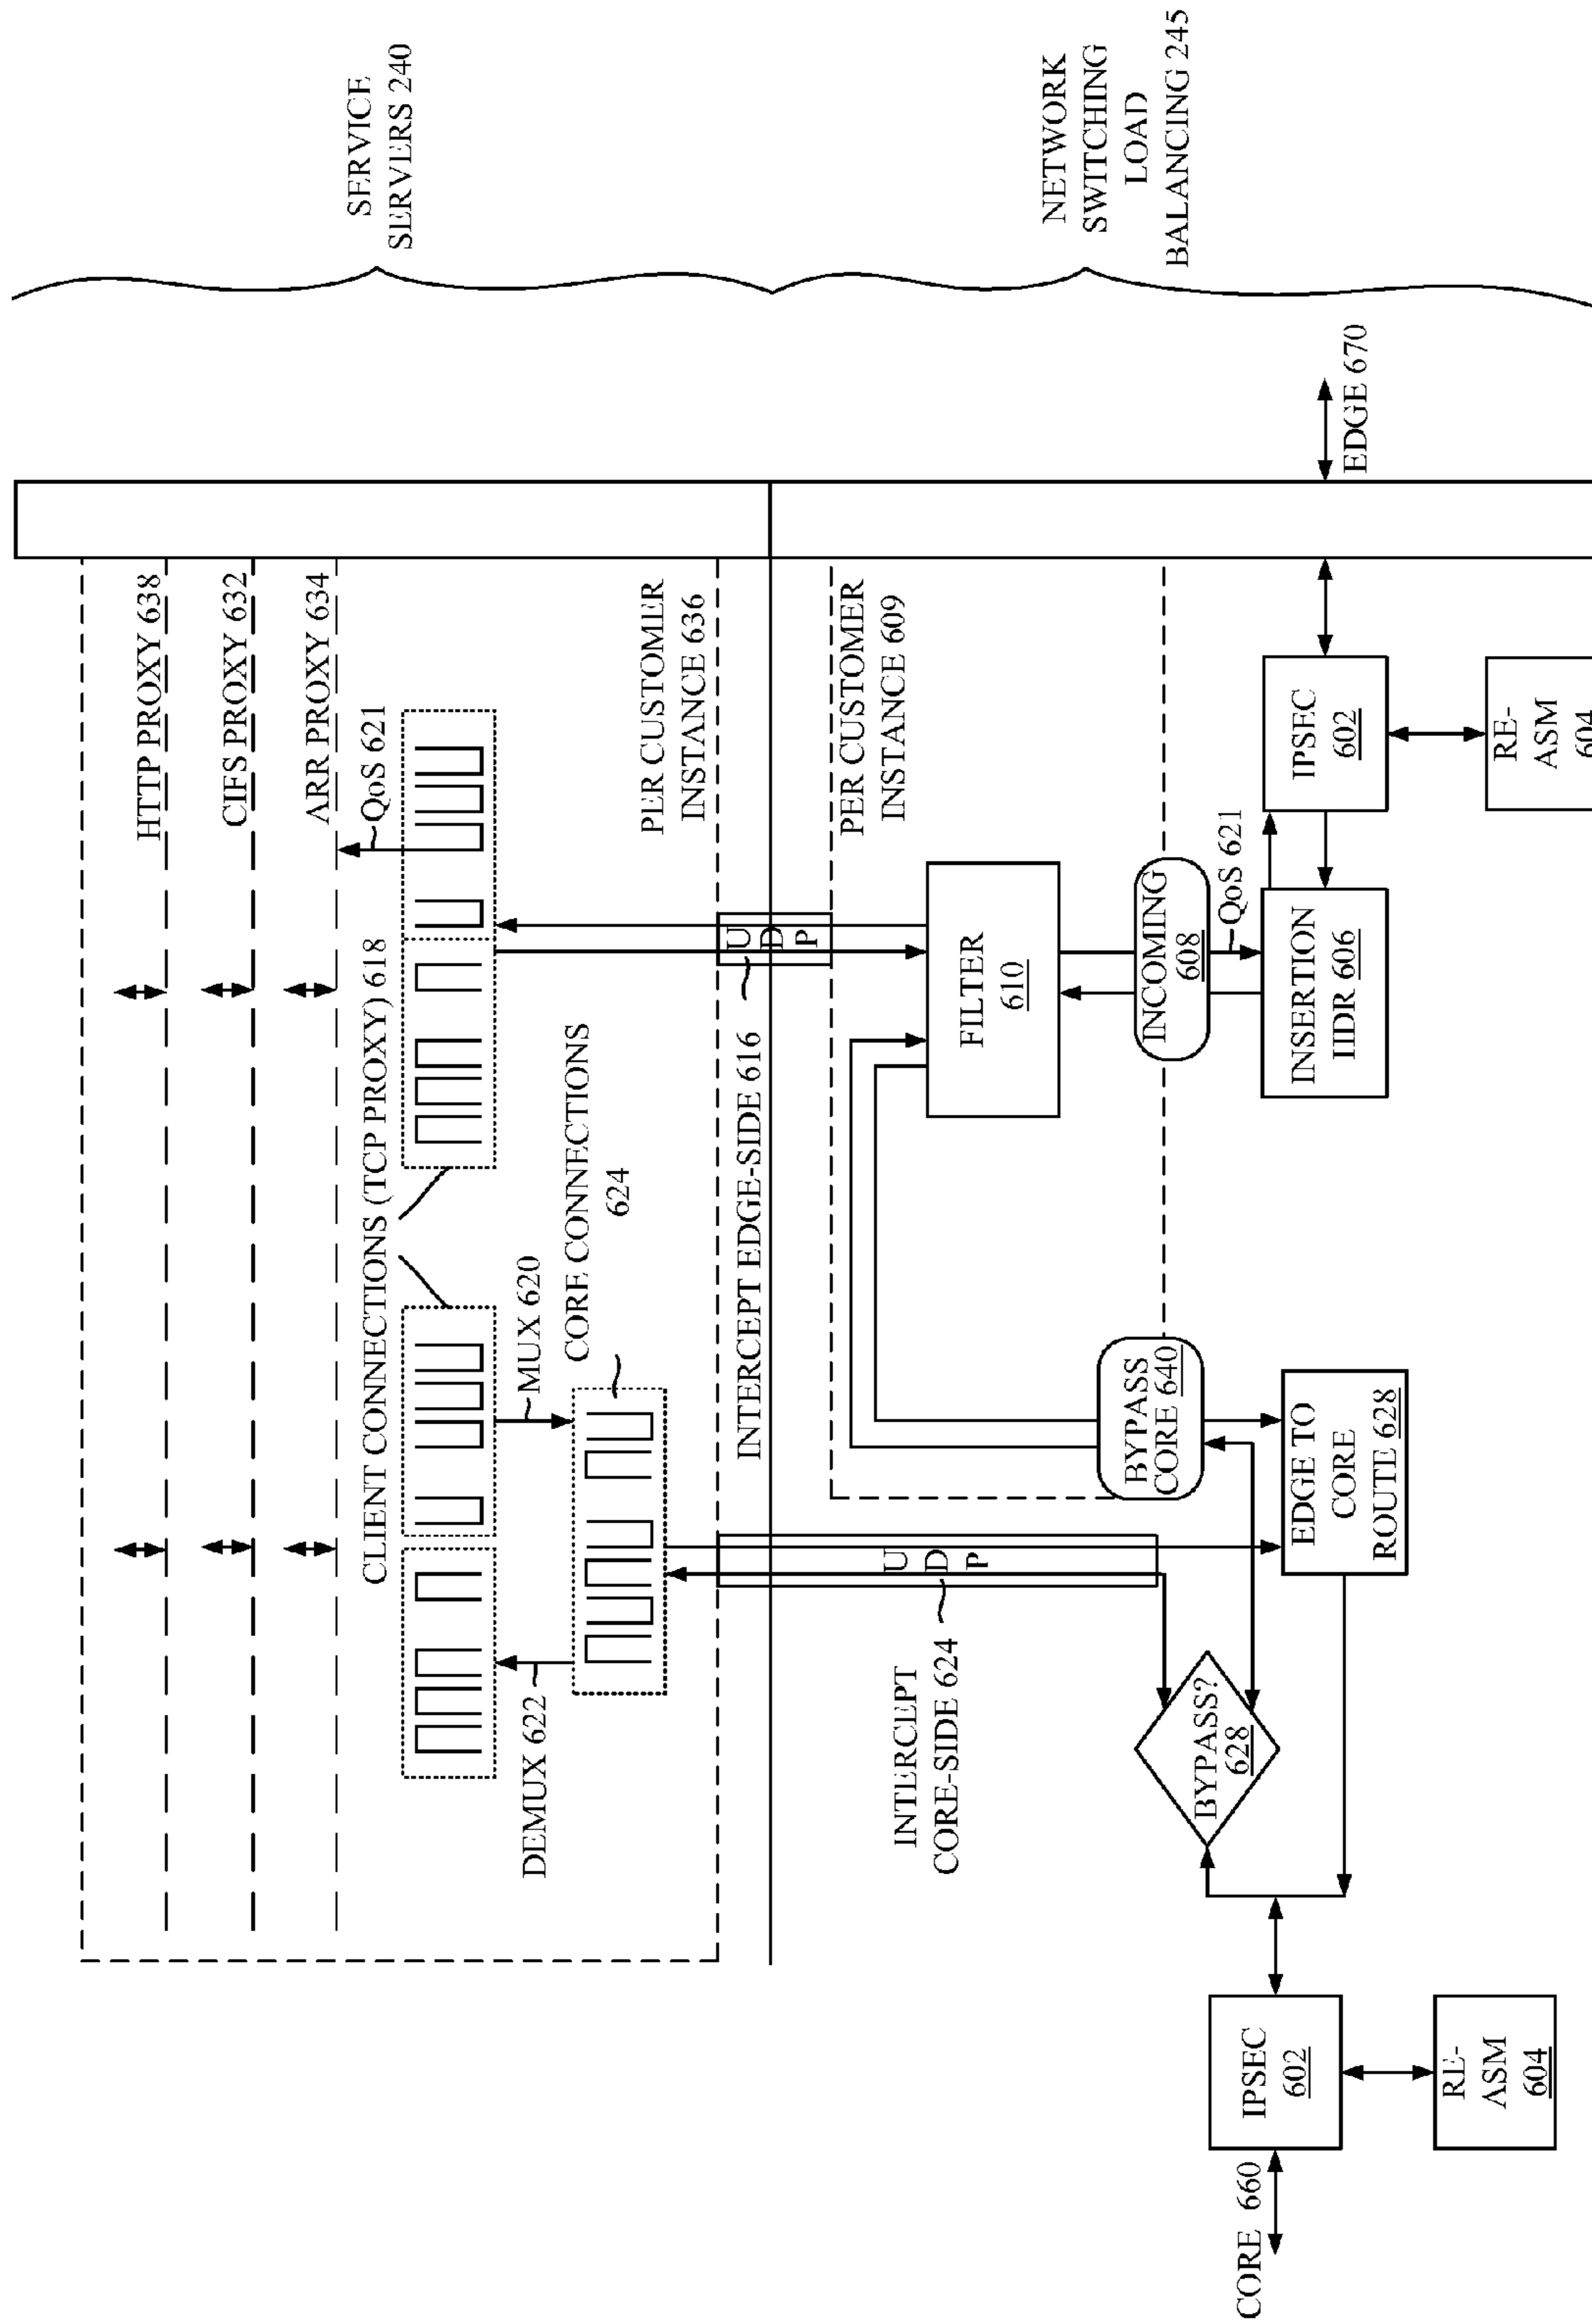 HTTP PROXY 638
CIFS PROXY 632
ARR PROXY 634
SERVICE
SERVERS 240
CLIENT CONNECTIONS (TCP PROXY) 618
QoS 621
DEMUX 622
MUX 620
CORE CONNECTIONS
624
PER CUSTOMER
INSTANCE 636
INTERCEPT EDGE-SIDE 616
UDP
PER CUSTOMER
INSTANCE 609
INTERCEPT
CORE-SIDE 624
UDP
FILTER
610
NETWORK
SWITCHING
LOAD
BALANCING 245
BYPASS
CORE 640
INCOMING
608
QoS 621
BYPASS?
628
CORE 660
IPSEC
602
EDGE TO
CORE
ROUTE 628
INSERTION
HDR 606
IPSEC
602
EDGE 670
RE-
ASM
604
RE-
ASM
604